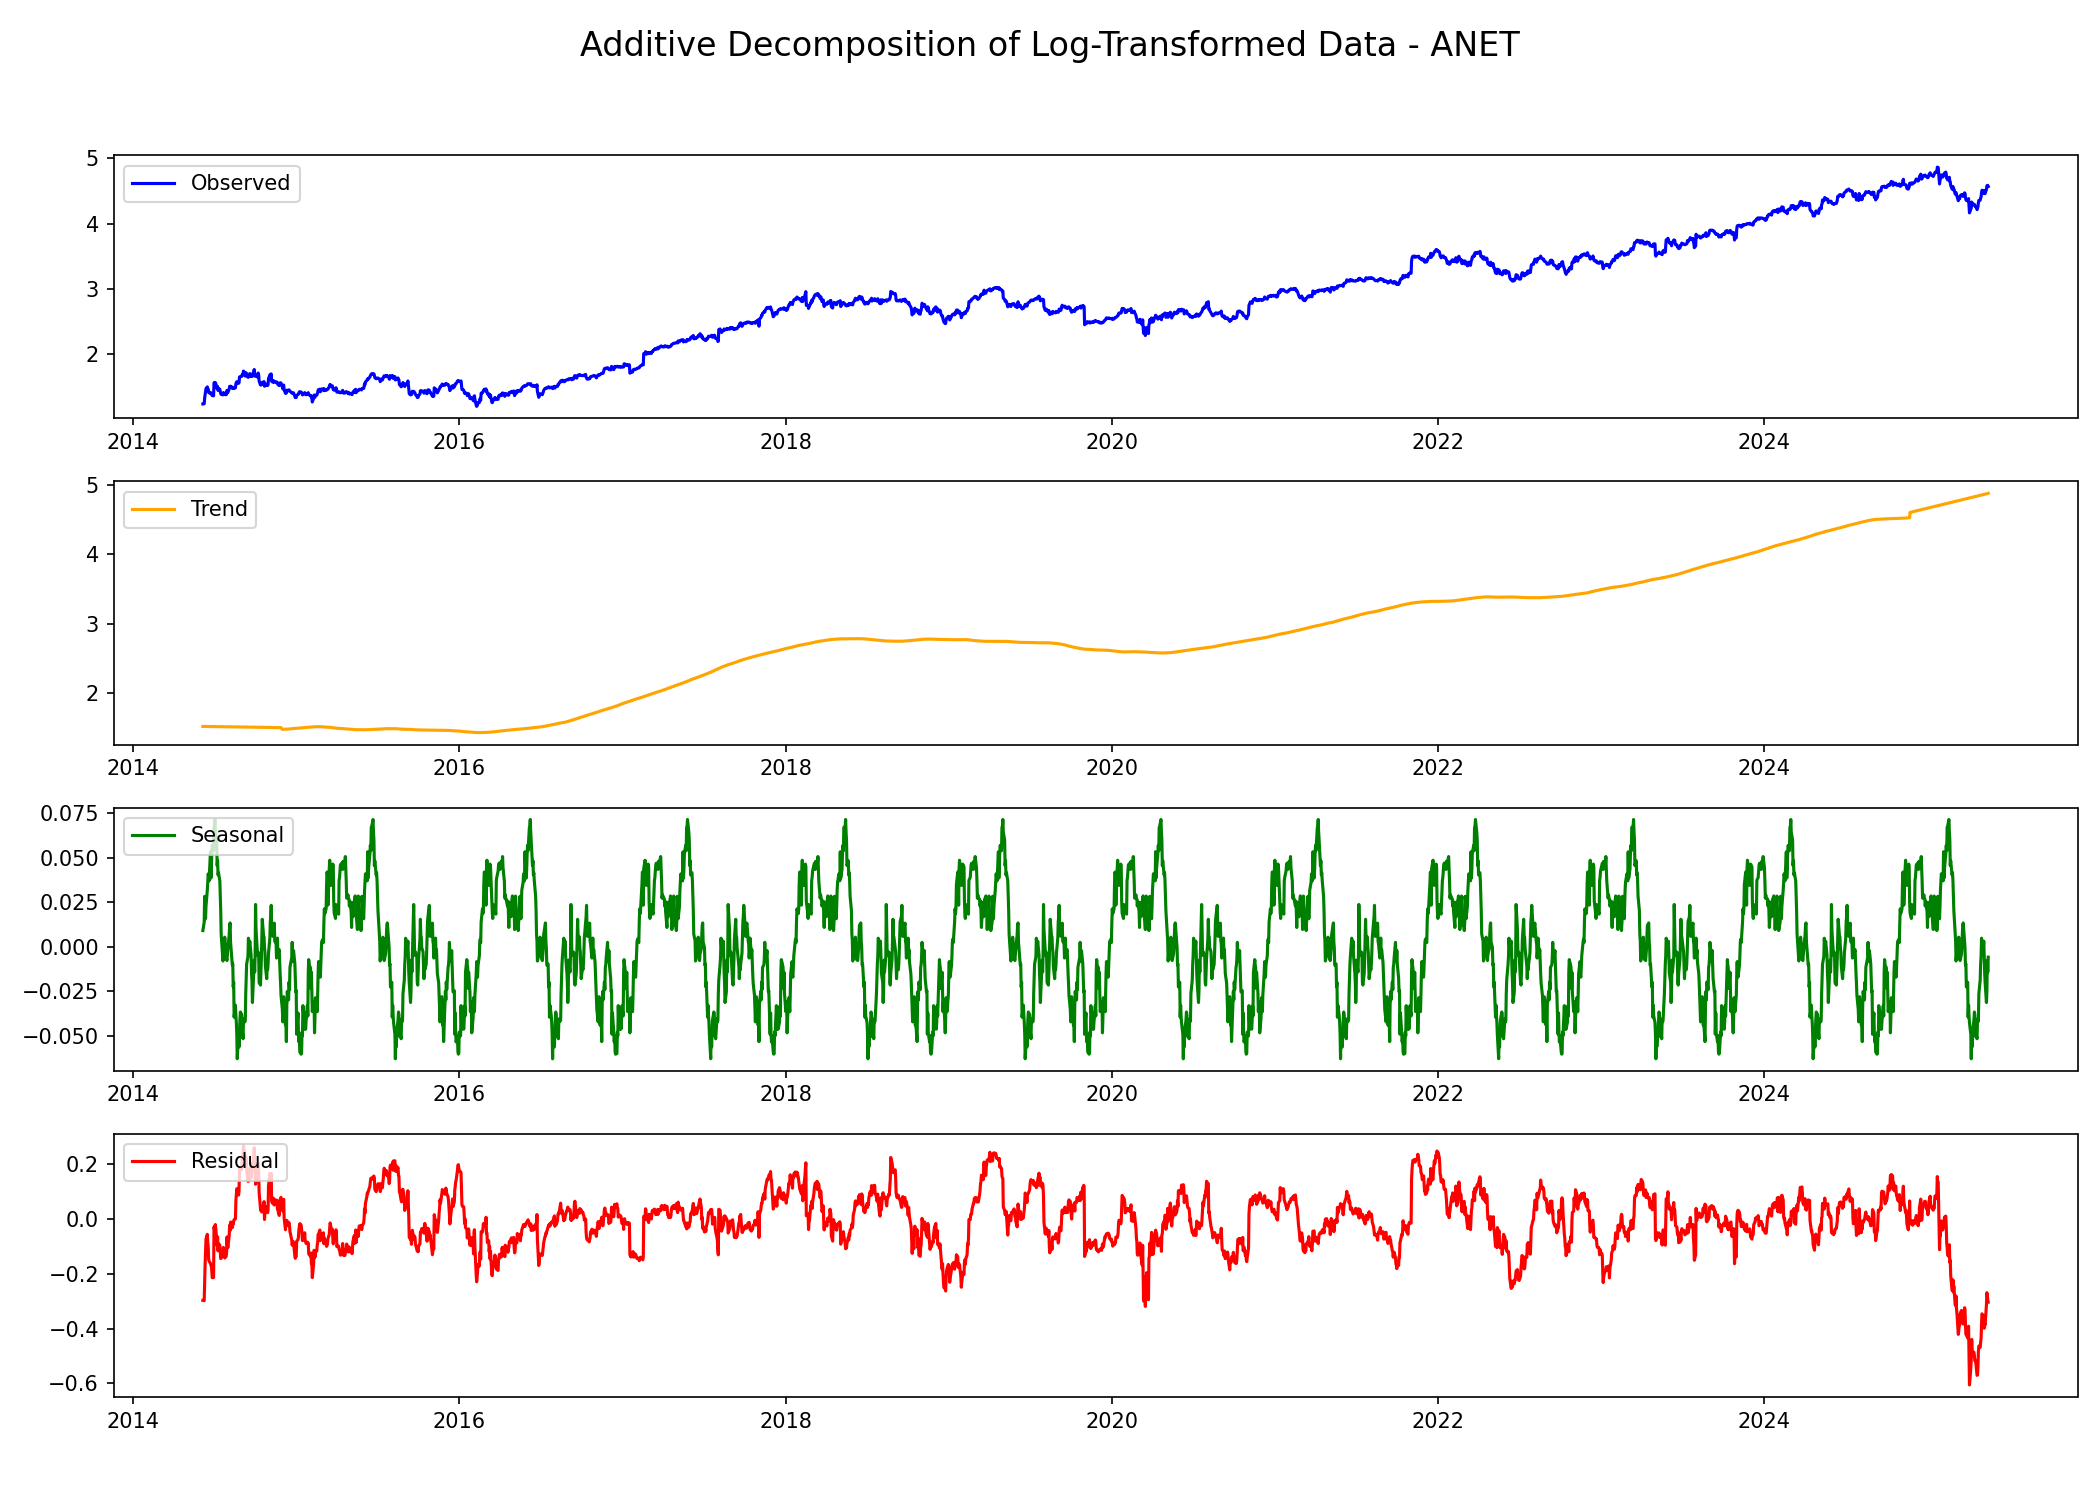 Additive Decomposition of Log-Transformed Data - ANET
5
4
3
2
Observed
2014 2016 2018 2020 2022 2024
5
4
3
2
Trend
2014 2016 2018 2020 2022 2024
0.075
0.050
0.025
0.000
−0.025
−0.050
Seasonal
2014 2016 2018 2020 2022 2024
0.2
0.0
−0.2
−0.4
−0.6
Residual
2014 2016 2018 2020 2022 2024